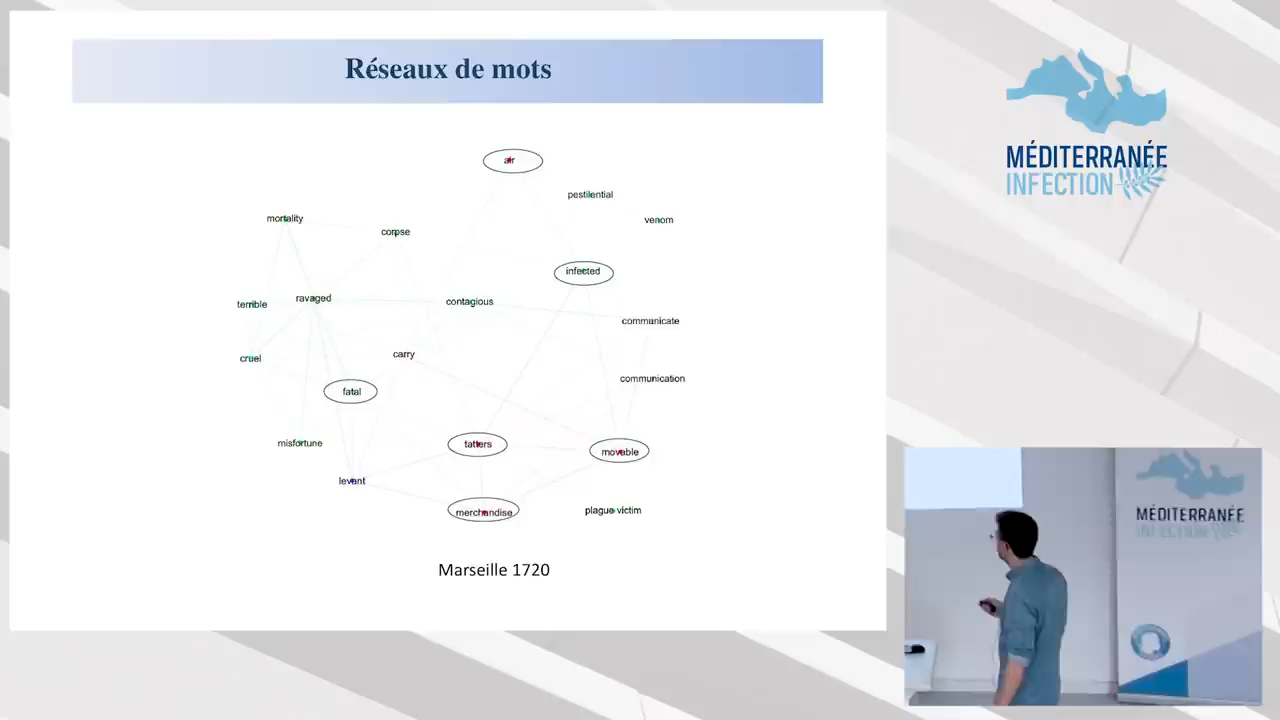 Réseaux de mots
air
pestilential
mortality
venom
corpse
infected
ravaged
contagious
terrible
communicate
carry
cruel
communication
fatal
misfortune
tatters
movable
levant
merchandise
plague victim
Marseille 1720
MÉDITERRANÉE
INFECTION
MÉDITERRANÉE
INFECTION